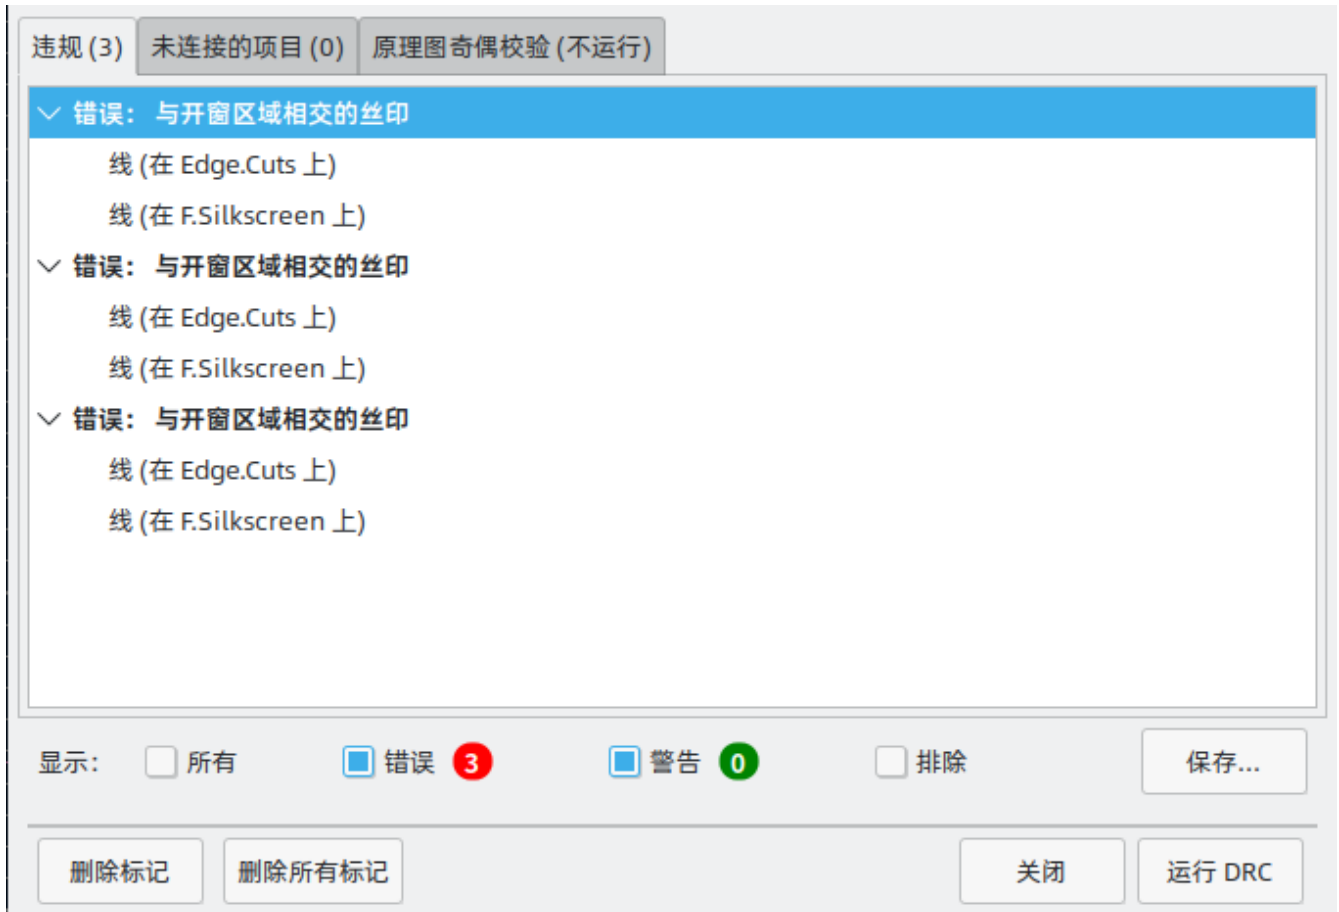 违规 (3) 未连接的项目 (0) 原理图奇偶校验 (不运行)
错误： 与开窗区域相交的丝印
线 (在 Edge.Cuts 上)
线 (在 F.Silkscreen 上)
错误： 与开窗区域相交的丝印
线 (在 Edge.Cuts 上)
线 (在 F.Silkscreen 上)
错误： 与开窗区域相交的丝印
线 (在 Edge.Cuts 上)
线 (在 F.Silkscreen 上)
显示： 所有 错误 3 警告 0 排除 保存...
删除标记 删除所有标记 关闭 运行 DRC